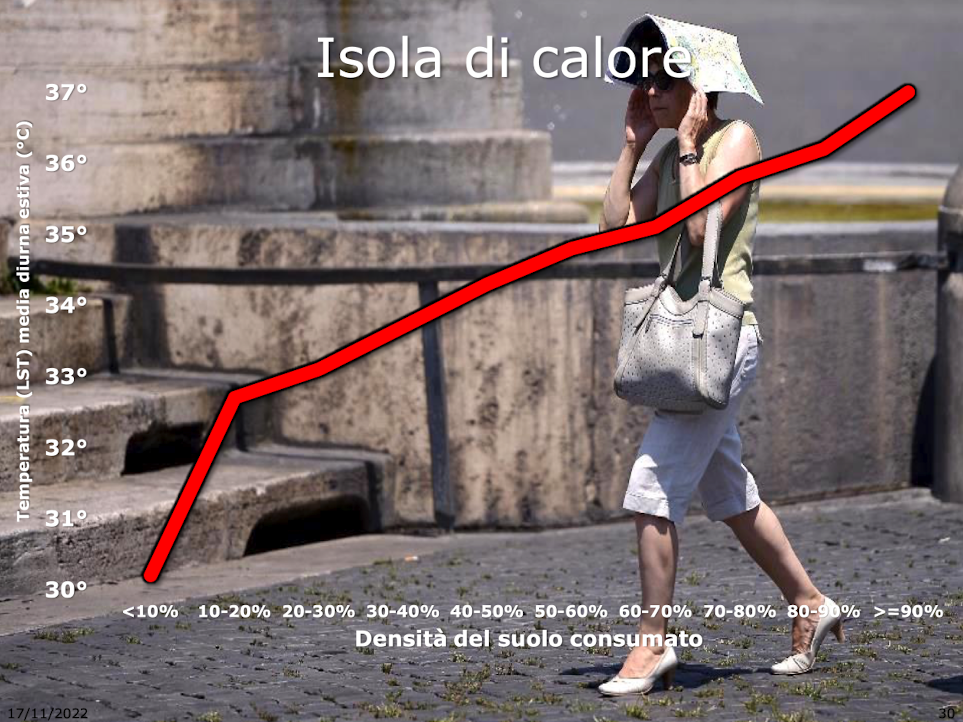 Isola di calore
37°
36°
35°
34°
33°
32°
31°
30°
Temperatura (LST) media diurna estiva (°C)
<10% 10-20% 20-30% 30-40% 40-50% 50-60% 60-70% 70-80% 80-90% >=90%
Densità del suolo consumato
17/11/2022
30